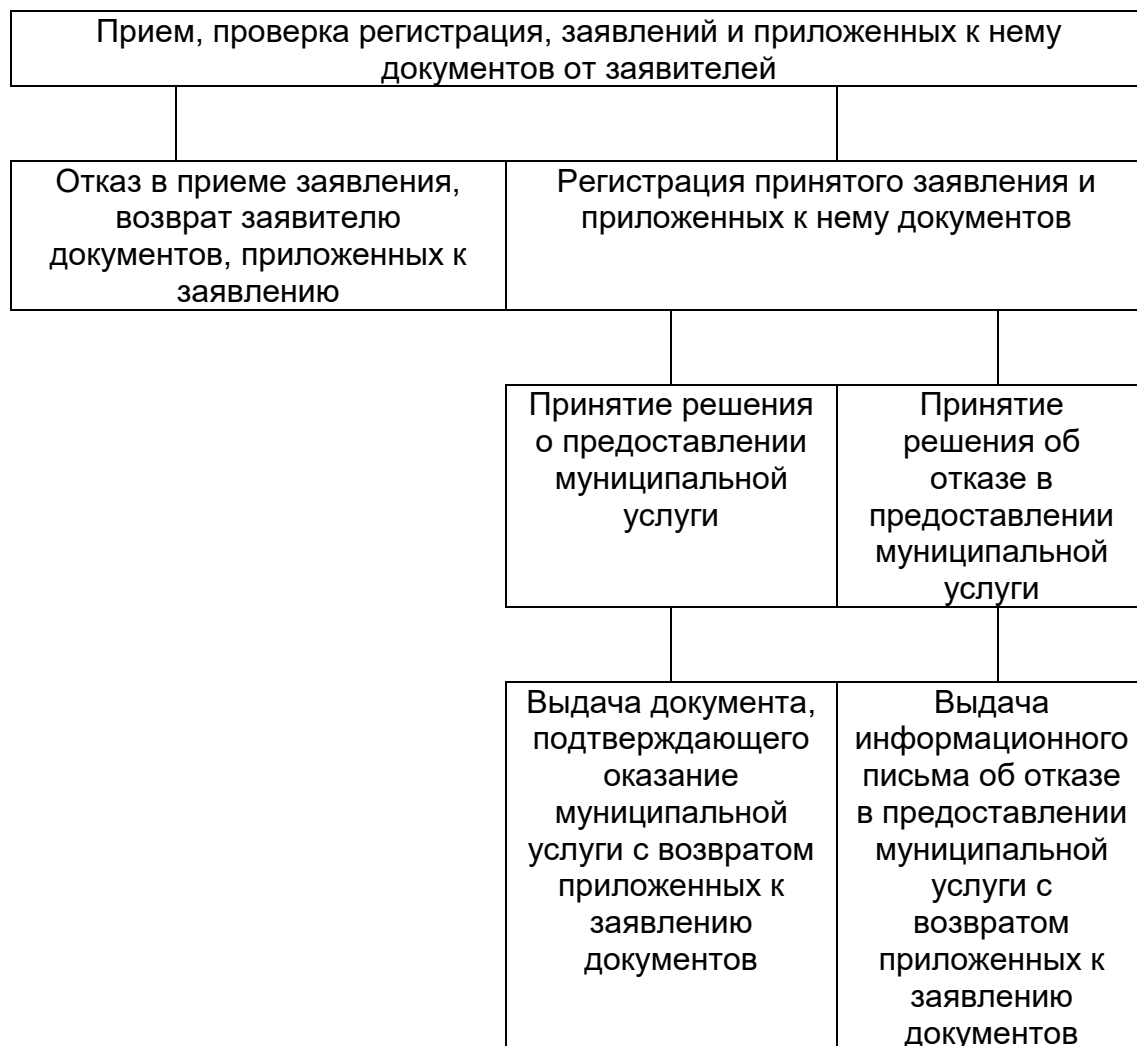 Прием, проверка регистрация, заявлений и приложенных к нему
документов от заявителей
Отказ в приеме заявления,
возврат заявителю
документов, приложенных к
заявлению
Регистрация принятого заявления и
приложенных к нему документов
Принятие решения
о предоставлении
муниципальной
услуги
Принятие
решения об
отказе в
предоставлении
муниципальной
услуги
Выдача документа,
подтверждающего
оказание
муниципальной
услуги с возвратом
приложенных к
заявлению
документов
Выдача
информационного
письма об отказе
в предоставлении
муниципальной
услуги с
возвратом
приложенных к
заявлению
документов